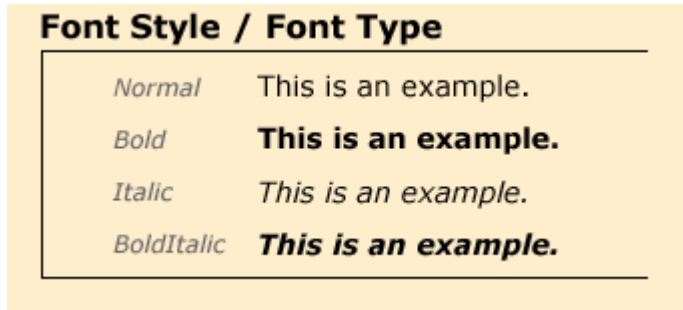 Font Style / Font Type
Normal This is an example.
Bold This is an example.
Italic This is an example.
BoldItalic This is an example.